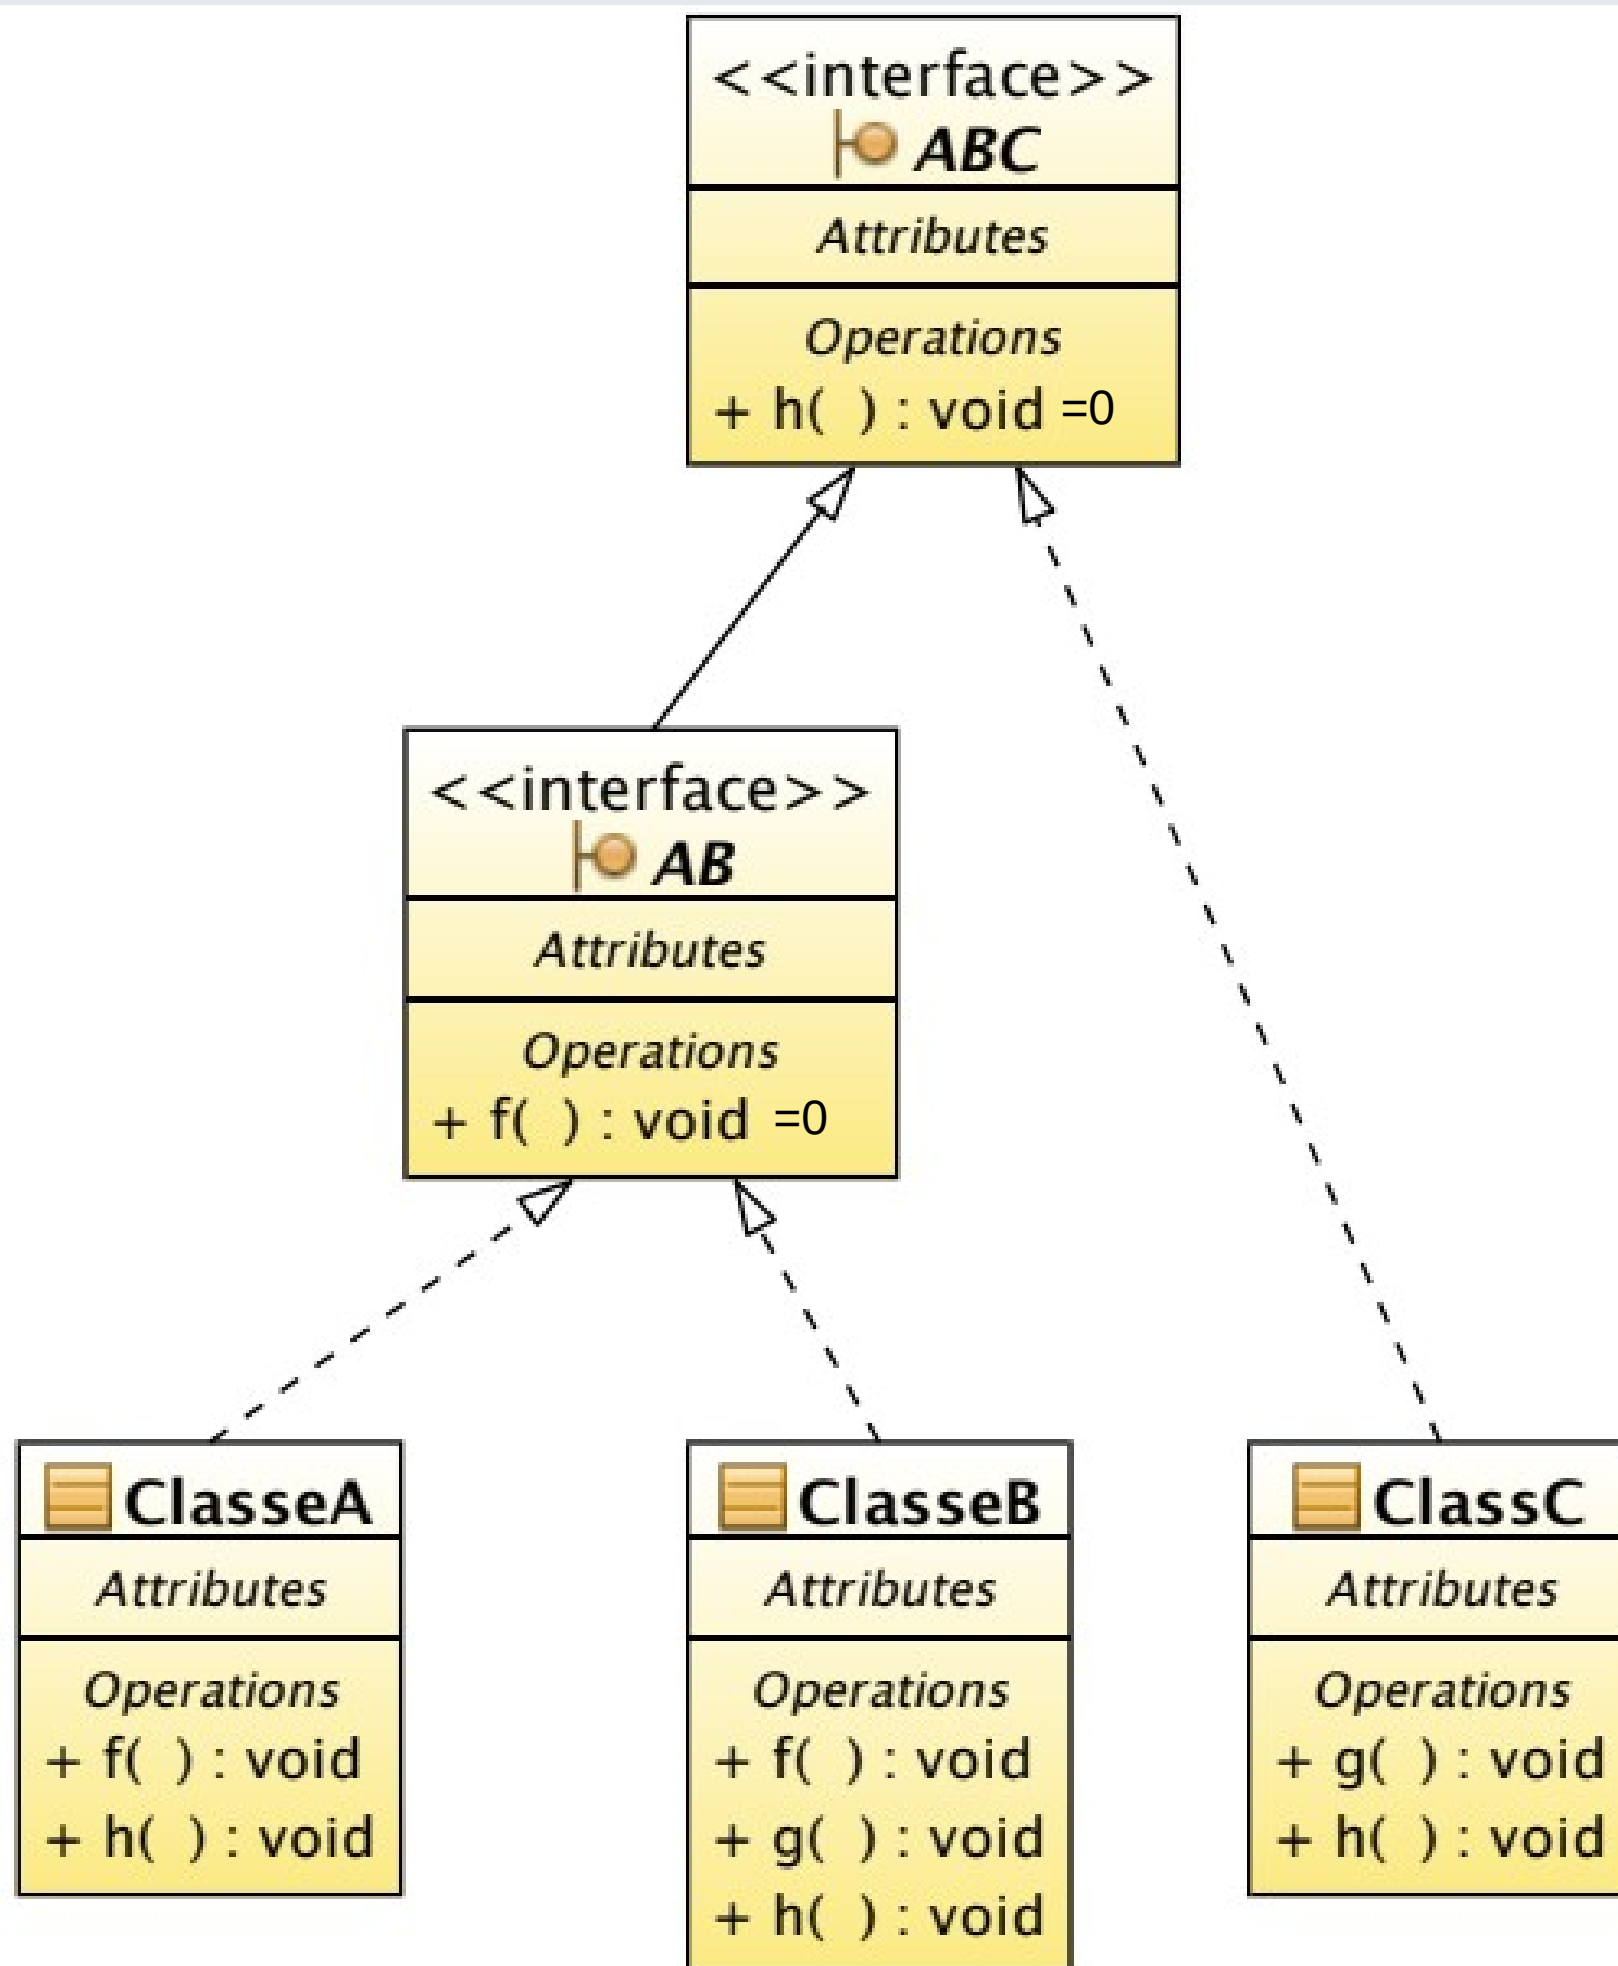 <<interface>>
ABC
Attributes
Operations
+ h( ) : void =0
<<interface>>
AB
Attributes
Operations
+ f( ) : void =0
ClasseA
Attributes
Operations
+ f( ) : void
+ h( ) : void
ClasseB
Attributes
Operations
+ f( ) : void
+ g( ) : void
+ h( ) : void
ClassC
Attributes
Operations
+ g( ) : void
+ h( ) : void